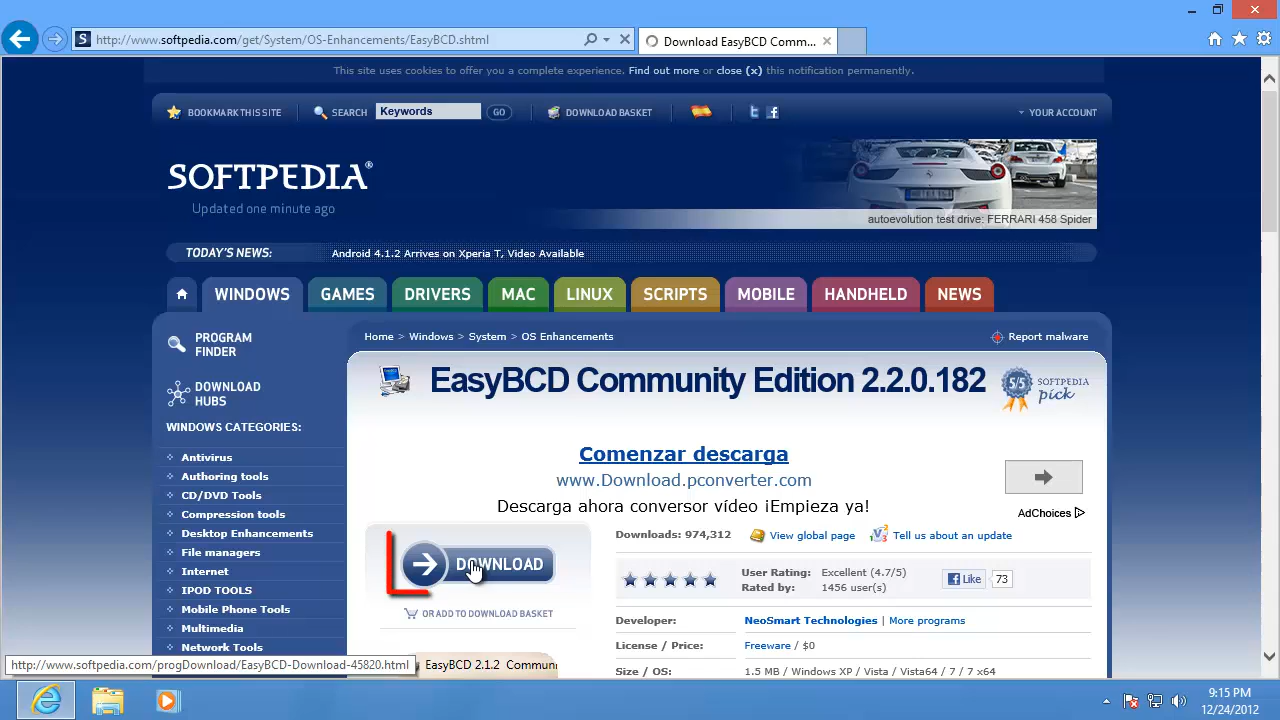 http://www.softpedia.com/get/System/OS-Enhancements/EasyBCD.shtml
Download EasyBCD Comm...
This site uses cookies to offer you a complete experience. Find out more or close (x) this notification permanently.
BOOKMARK THIS SITE
SEARCH
Keywords
GO
DOWNLOAD BASKET
YOUR ACCOUNT
SOFTPEDIA®
Updated one minute ago
autoevolution test drive: FERRARI 458 Spider
TODAY'S NEWS:
Android 4.1.2 Arrives on Xperia T, Video Available
WINDOWS
GAMES
DRIVERS
MAC
LINUX
SCRIPTS
MOBILE
HANDHELD
NEWS
PROGRAM
FINDER
DOWNLOAD
HUBS
WINDOWS CATEGORIES:
Antivirus
Authoring tools
CD/DVD Tools
Compression tools
Desktop Enhancements
File managers
Internet
IPOD TOOLS
Mobile Phone Tools
Multimedia
Network Tools
Home > Windows > System > OS Enhancements
Report malware
EasyBCD Community Edition 2.2.0.182
5/5
SOFTPEDIA
pick
Comenzar descarga
www.Download.pconverter.com
Descarga ahora conversor vídeo ¡Empieza ya!
AdChoices
DOWNLOAD
OR ADD TO DOWNLOAD BASKET
EasyBCD 2.1.2 Commun
Downloads: 974,312
View global page
Tell us about an update
User Rating: Excellent (4.7/5)
Rated by: 1456 user(s)
Like
73
Developer: NeoSmart Technologies | More programs
License / Price: Freeware / $0
Size / OS: 1.5 MB / Windows XP / Vista / Vista64 / 7 / 7 x64
http://www.softpedia.com/progDownload/EasyBCD-Download-45820.html
9:15 PM
12/24/2012